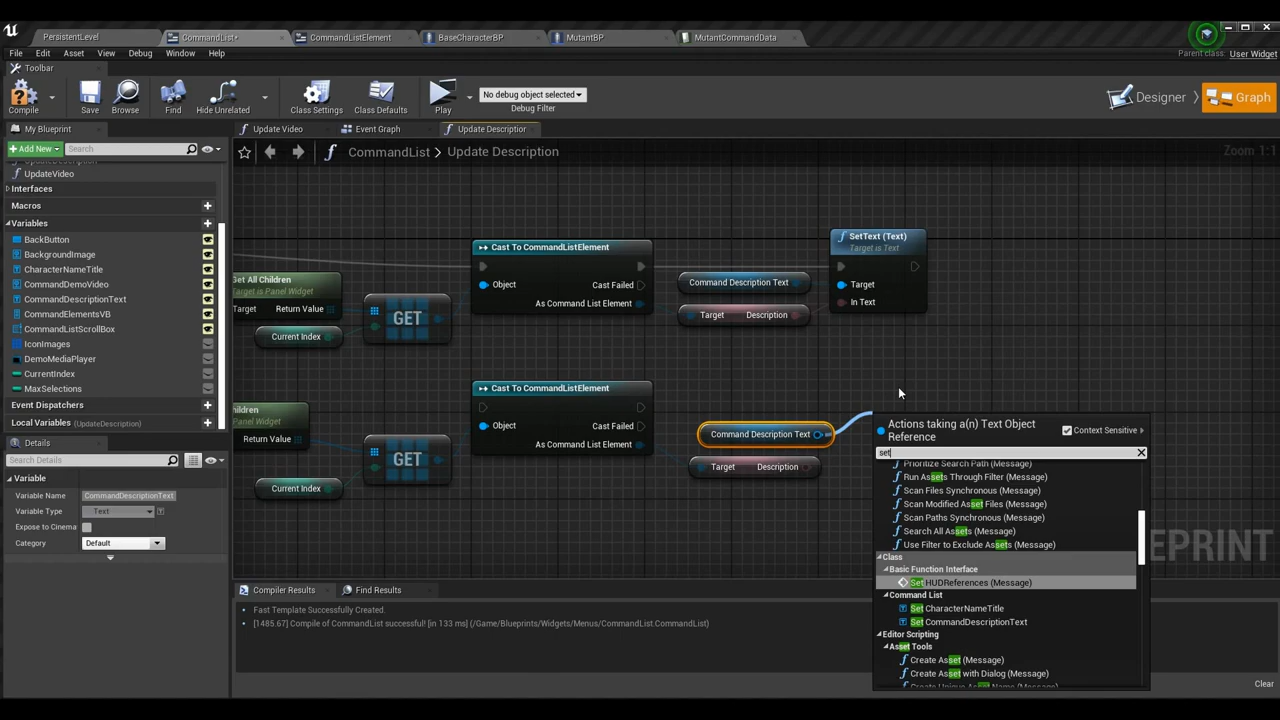 PersistentLevel
CommandList*
CommandListElement
BaseCharacterBP
MutantBP
MutantCommandData
File Edit Asset View Debug Window Help
Parent class: User Widget
Toolbar
Compile
Save
Browse
Find
Hide Unrelated
Class Settings
Class Defaults
Play
No debug object selected
Debug Filter
Designer
Graph
My Blueprint
Update Video
Event Graph
Update Descriptior
Add New
Search
CommandList > Update Description
Zoom 1:1
UpdateVideo
Interfaces
Macros
Variables
BackButton
BackgroundImage
CharacterNameTitle
CommandDemoVideo
CommandDescriptionText
CommandElementsVB
CommandListScrollBox
IconImages
DemoMediaPlayer
CurrentIndex
MaxSelections
Event Dispatchers
Local Variables (UpdateDescription)
Details
Search Details
Variable
Variable Name CommandDescriptionText
Variable Type Text
Expose to Cinema
Category Default
Get All Children
Target is Panel Widget
Target Return Value
Current Index
GET
Cast To CommandListElement
Object
Cast Failed
As Command List Element
Command Description Text
Target Description
SetText (Text)
Target is Text
Target
In Text
Children
Panel Widget
Return Value
Current Index
GET
Cast To CommandListElement
Object
Cast Failed
As Command List Element
Command Description Text
Target Description
Actions taking a(n) Text Object
Reference
Context Sensitive
set
Prioritize Search Path (Message)
Run Assets Through Filter (Message)
Scan Files Synchronous (Message)
Scan Modified Asset Files (Message)
Scan Paths Synchronous (Message)
Search All Assets (Message)
Use Filter to Exclude Assets (Message)
Class
Basic Function Interface
Set HUDReferences (Message)
Command List
Set CharacterNameTitle
Set CommandDescriptionText
Editor Scripting
Asset Tools
Create Asset (Message)
Create Asset with Dialog (Message)
Create Unique Asset Name (Message)
EPRINT
Compiler Results
Find Results
Fast Template Successfully Created.
[1485.67] Compile of CommandList successful! [in 133 ms] (/Game/Blueprints/Widgets/Menus/CommandList.CommandList)
Clear